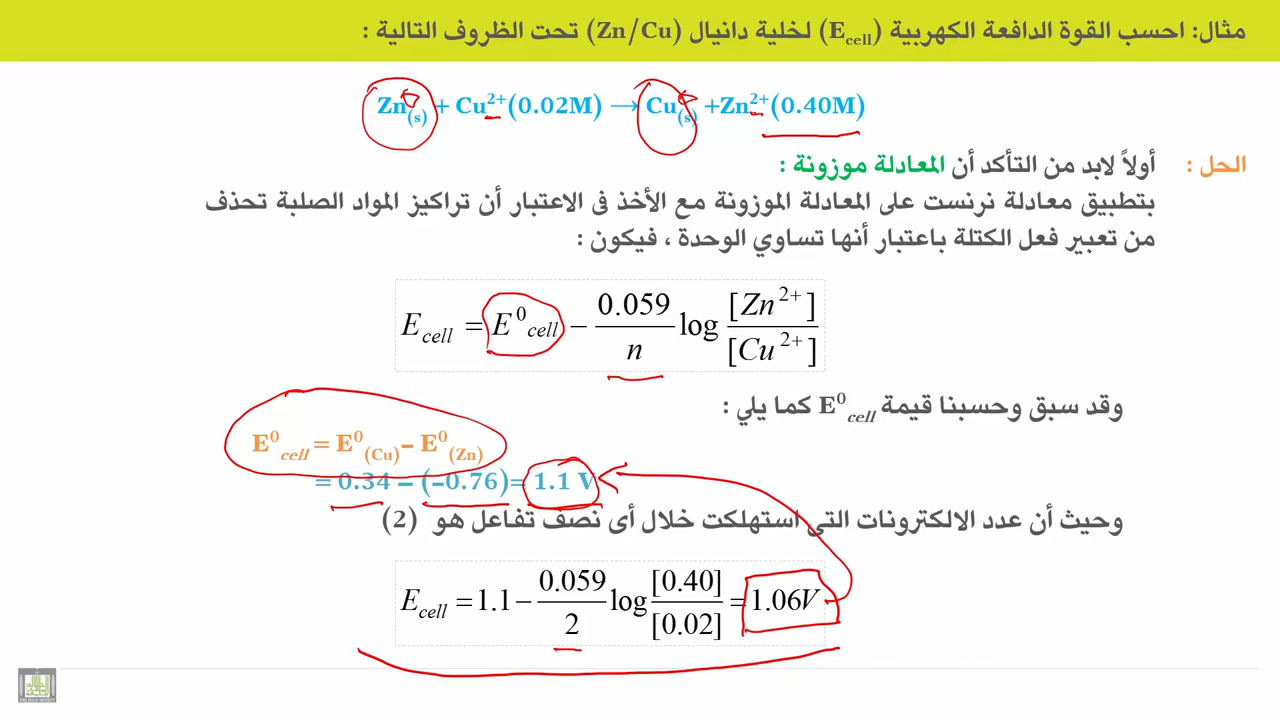 مثال: احسب القوة الدافعة الكهربية (Ecell) لخلية دانيال (Zn/Cu) تحت الظروف التالية :
Zn(s) + Cu2+(0.02M) → Cu(s) +Zn2+(0.40M)
الحل : أولاً لابد من التأكد أن المعادلة موزونة :
بتطبيق معادلة نرنست على المعادلة الموزونة مع الأخذ فى الاعتبار أن تراكيز المواد الصلبة تحذف
من تعبير فعل الكتلة باعتبار أنها تساوي الوحدة ، فيكون :
Ecell = E0cell − 0.059/n log [Zn2+]/[Cu2+]
وقد سبق وحسبنا قيمة E0cell كما يلي :
E0cell = E0(Cu)– E0(Zn)
= 0.34 – (–0.76)= 1.1 V
وحيث أن عدد الالكترونات التى استهلكت خلال أى نصف تفاعل هو (2)
Ecell = 1.1 − 0.059/2 log [0.40]/[0.02] = 1.06V